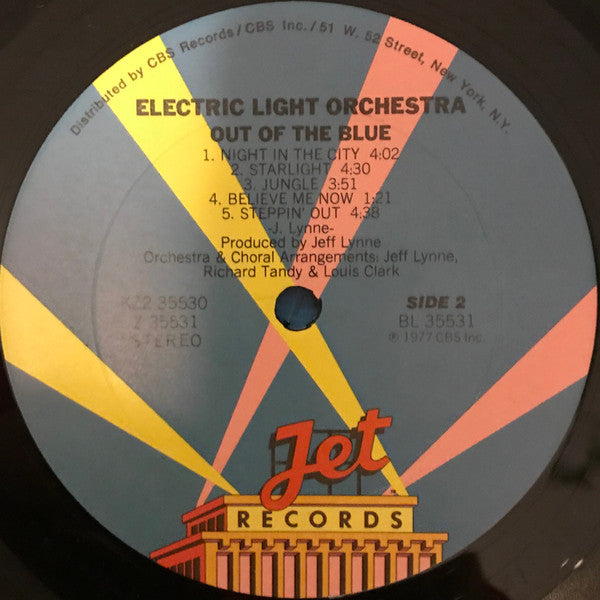 Distributed by CBS Records/CBS Inc./51 W. 52 Street, New York, N.Y.
ELECTRIC LIGHT ORCHESTRA
OUT OF THE BLUE
1. NIGHT IN THE CITY 4:02
2. STARLIGHT 4:30
3. JUNGLE 3:51
4. BELIEVE ME NOW 1:21
5. STEPPIN' OUT 4:38
-J. Lynne-
Produced by Jeff Lynne
Orchestra & Choral Arrangements: Jeff Lynne,
Richard Tandy & Louis Clark
KZ2 35530
Z 35531
STEREO
SIDE 2
BL 35531
℗ 1977 CBS Inc.
Jet
RECORDS